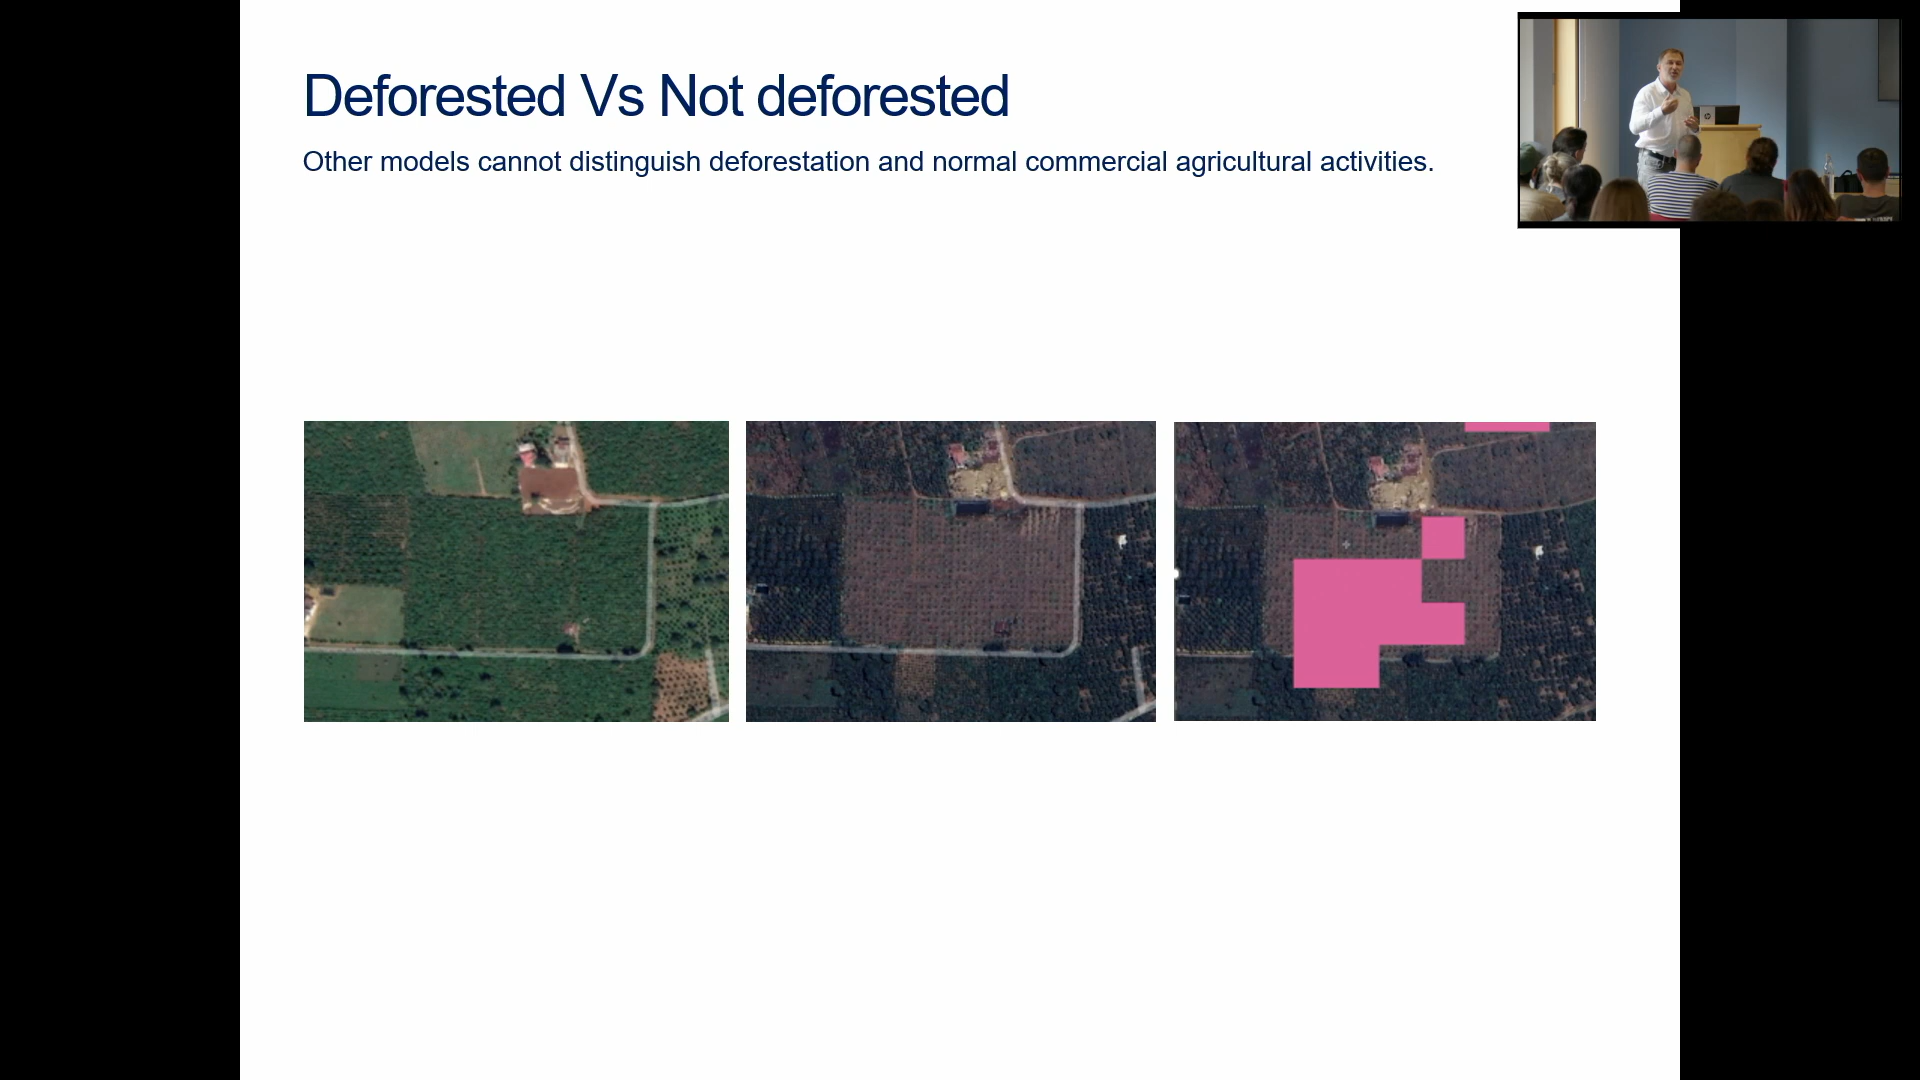 Deforested Vs Not deforested
Other models cannot distinguish deforestation and normal commercial agricultural activities.